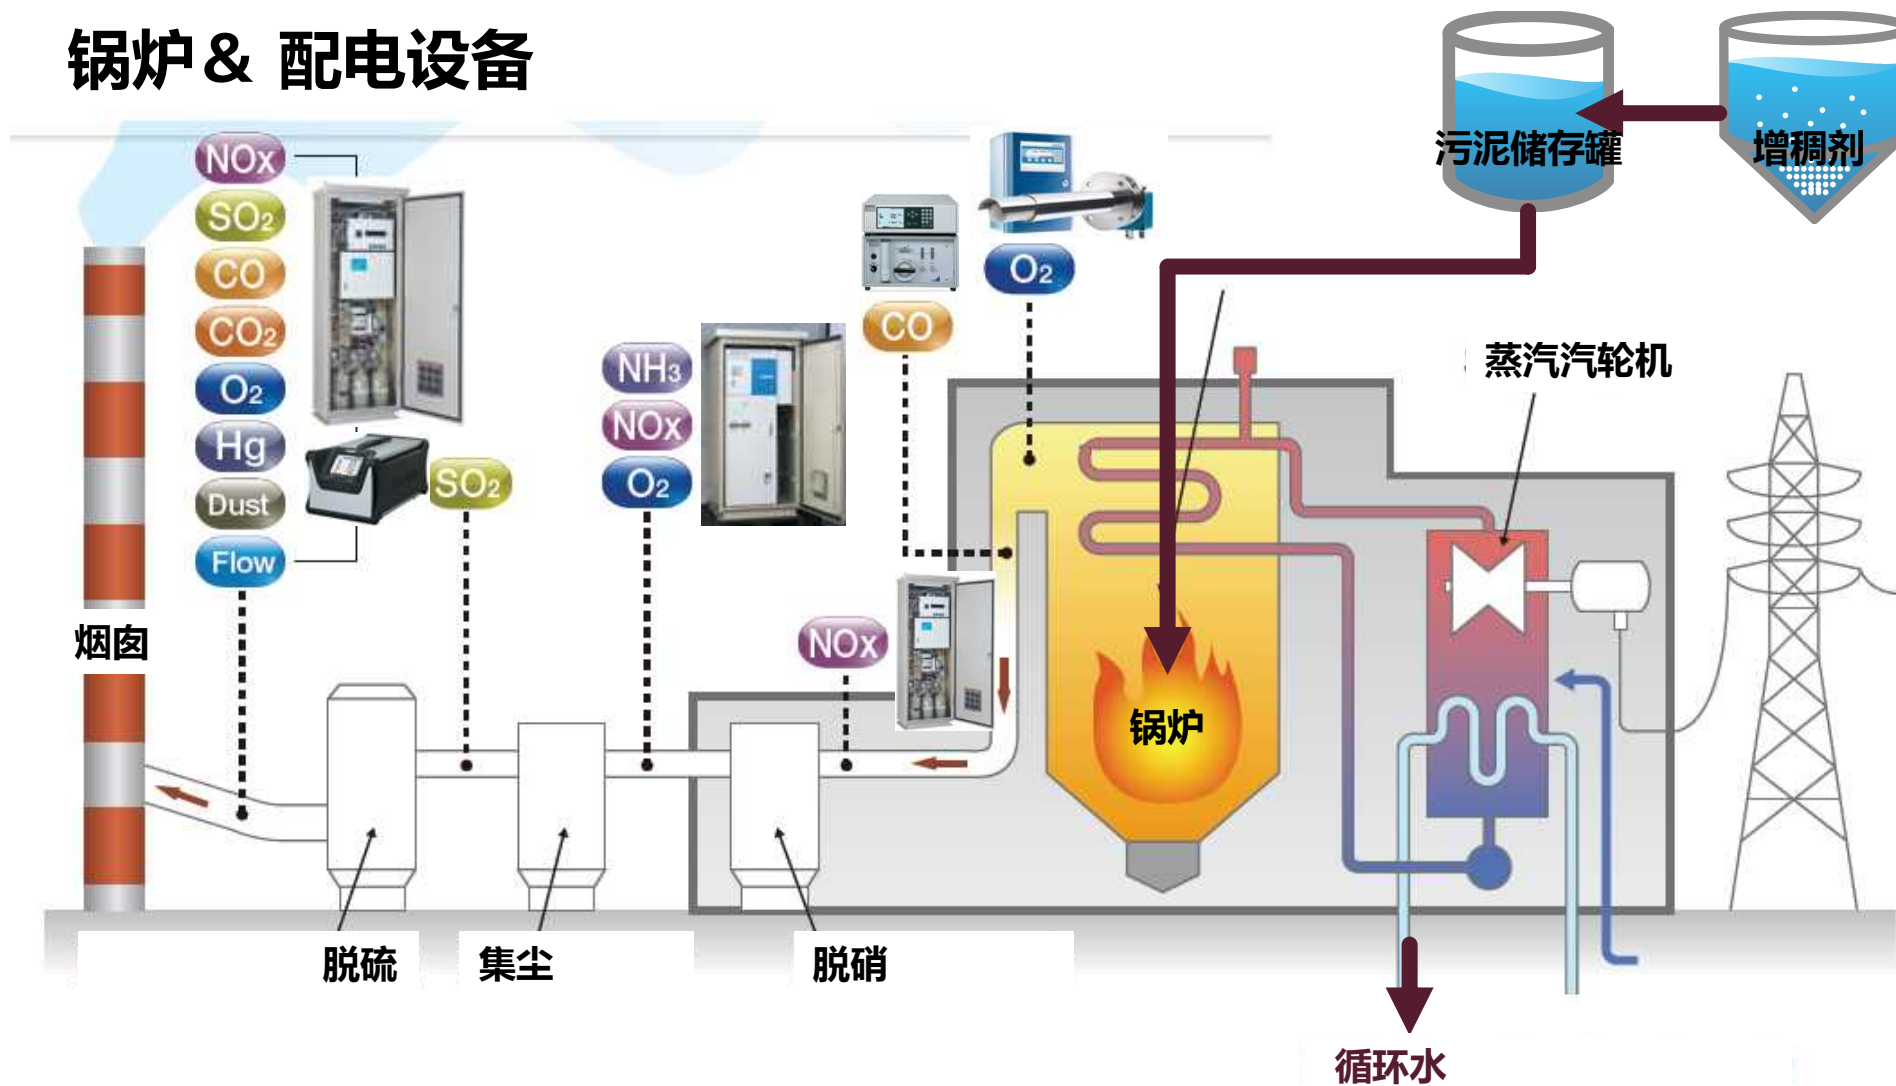 锅炉& 配电设备
污泥储存罐
增稠剂
NOx
SO2
CO
CO2
O2
Hg
Dust
Flow
SO2
NH3
NOx
O2
CO
O2
NOx
蒸汽汽轮机
烟囱
锅炉
脱硫
集尘
脱硝
循环水